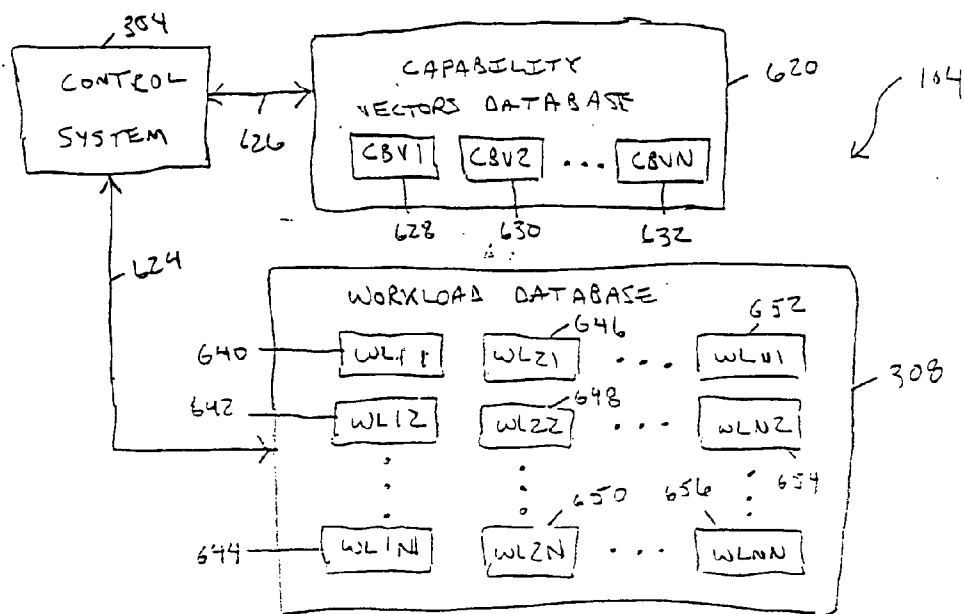 304
CONTROL
SYSTEM
626
CAPABILITY
VECTORS DATABASE
CBV1 CBV2 ... CBVN
628 630 632
620
104
624
WORKLOAD DATABASE
646 652
640 WL11 WL21 ... WLN1
308
642 WL12 648 WL22 ... WLN2
654
650 656
644 WL1N WL2N ... WLNN